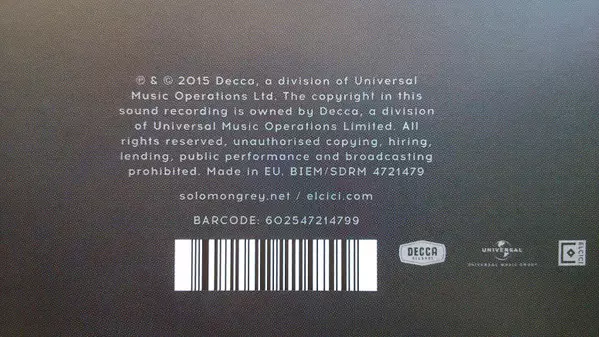 ℗ & © 2015 Decca, a division of Universal
Music Operations Ltd. The copyright in this
sound recording is owned by Decca, a division
of Universal Music Operations Limited. All
rights reserved, unauthorised copying, hiring,
lending, public performance and broadcasting
prohibited. Made in EU. BIEM/SDRM 4721479
solomongrey.net / elcici.com
BARCODE: 602547214799
DECCA
RECORDS
UNIVERSAL
UNIVERSAL MUSIC GROUP
ELCICI